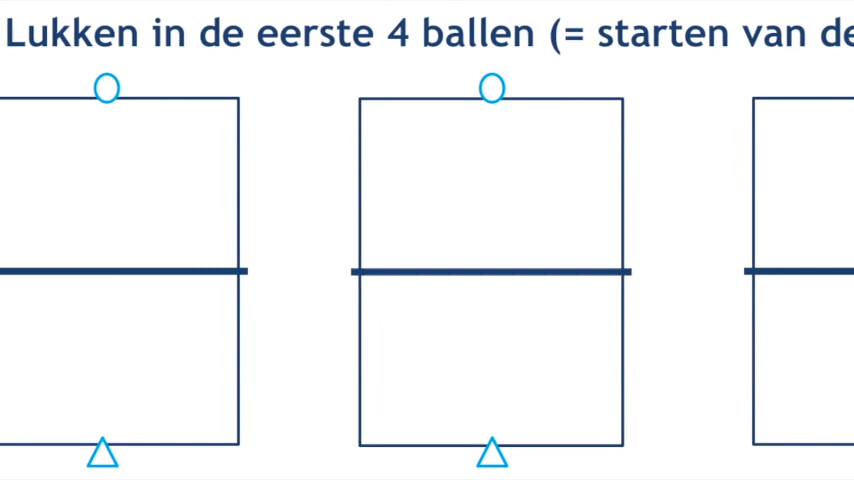 Lukken in de eerste 4 ballen (= starten van de